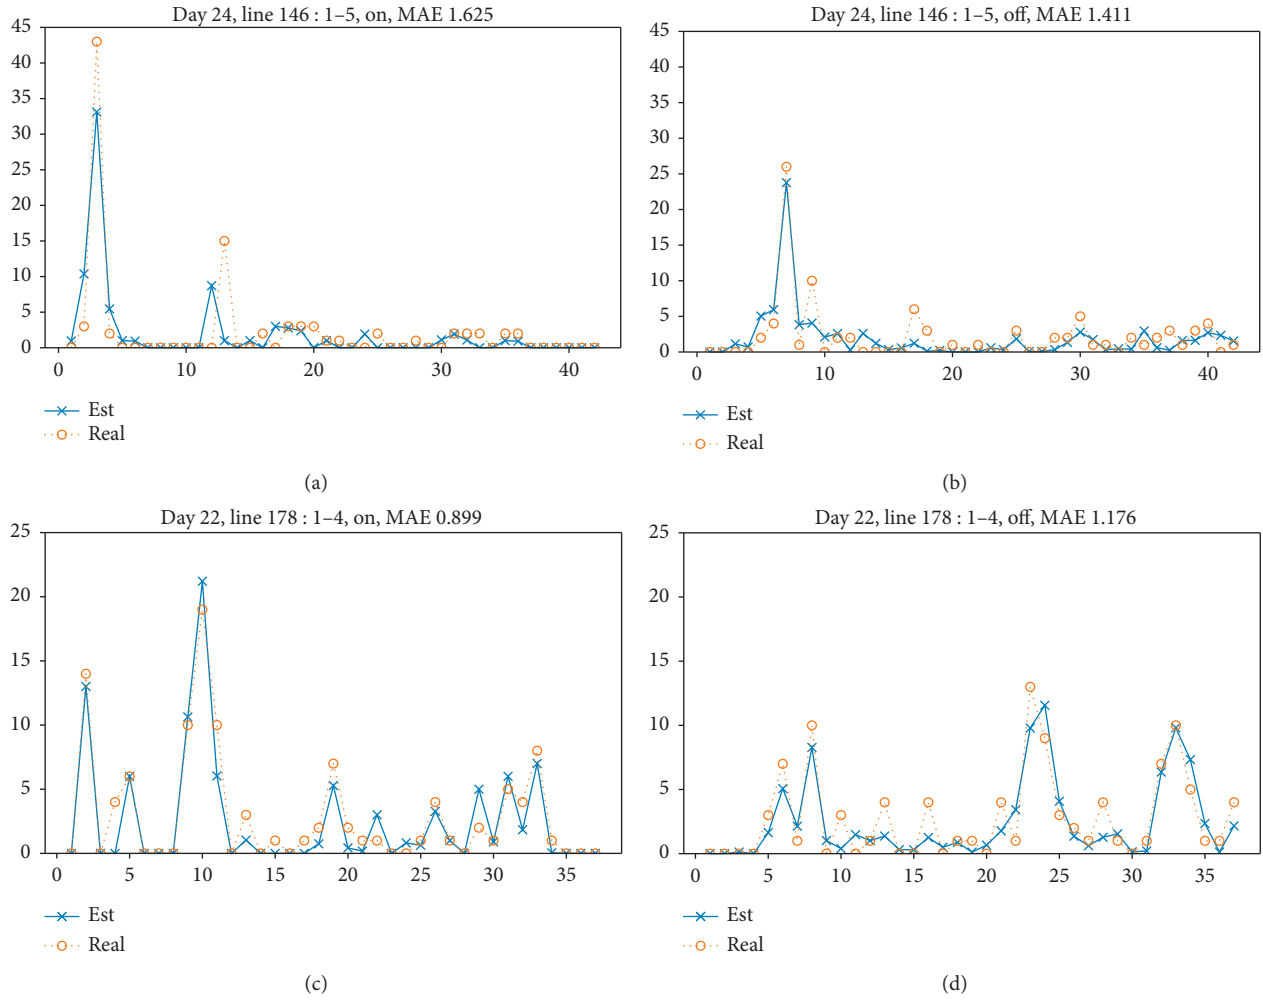 Day 24, line 146 : 1–5, on, MAE 1.625
45
40
35
30
25
20
15
10
5
0
0 10 20 30 40
Est
Real
(a)
Day 24, line 146 : 1–5, off, MAE 1.411
45
40
35
30
25
20
15
10
5
0
0 10 20 30 40
Est
Real
(b)
Day 22, line 178 : 1–4, on, MAE 0.899
25
20
15
10
5
0
0 5 10 15 20 25 30 35
Est
Real
(c)
Day 22, line 178 : 1–4, off, MAE 1.176
25
20
15
10
5
0
0 5 10 15 20 25 30 35
Est
Real
(d)